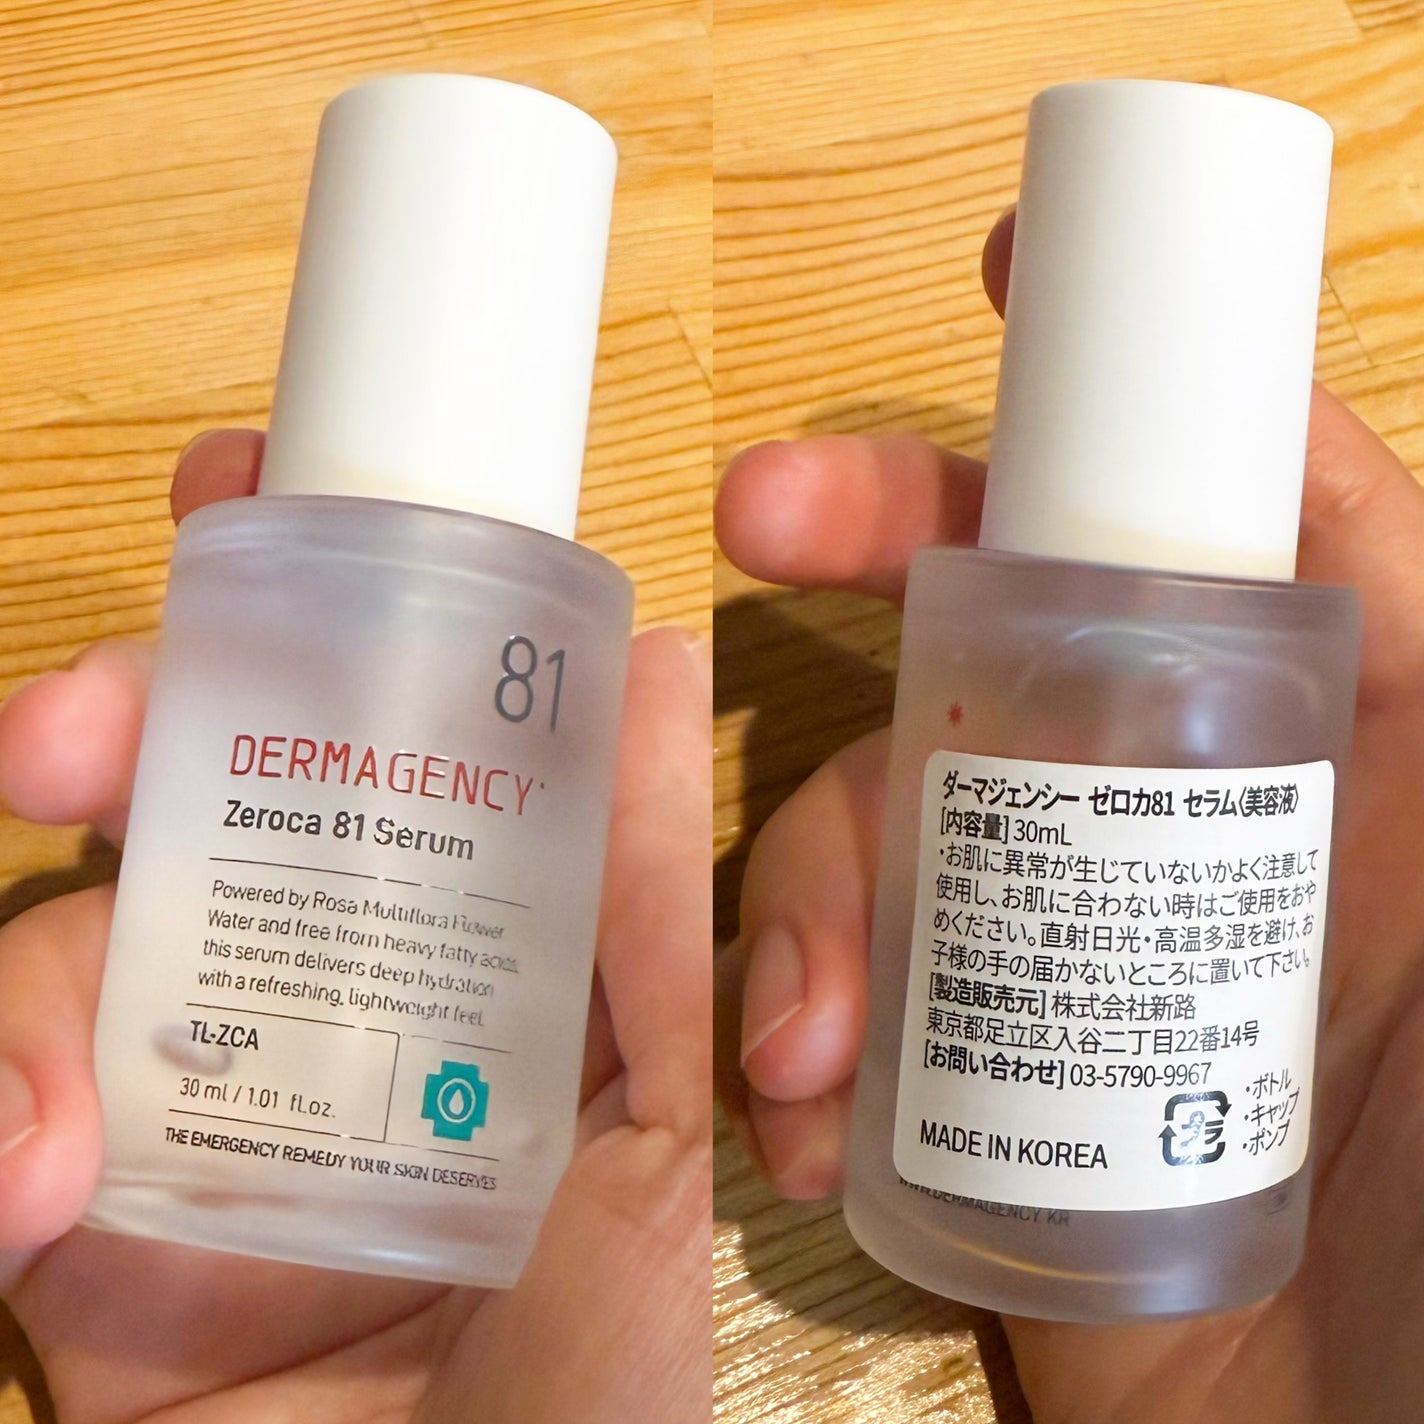 81
DERMAGENCY
Zeroca 81 Serum
Powered by Rosa Multiflora Flower
Water and free from heavy fatty acids,
this serum delivers deep hydration
with a refreshing, lightweight feel.
TL-ZCA
30 ml / 1.01 fl.oz.
THE EMERGENCY REMEDY YOUR SKIN DESERVES
ダーマジェンシー ゼロカ81 セラム〈美容液〉
[内容量] 30mL
・お肌に異常が生じていないかよく注意して
使用し、お肌に合わない時はご使用をおや
めください。直射日光・高温多湿を避け、お
子様の手の届かないところに置いて下さい。
[製造販売元] 株式会社新路
東京都足立区入谷二丁目22番14号
[お問い合わせ] 03-5790-9967
・ボトル
・キャップ
・ポンプ
プラ
MADE IN KOREA
WWW.DERMAGENCY.KR